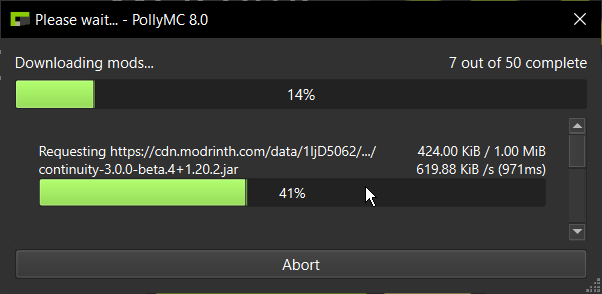 Please wait... - PollyMC 8.0
Downloading mods... 7 out of 50 complete
14%
Requesting https://cdn.modrinth.com/data/1IjD5062/.../ 424.00 KiB / 1.00 MiB
continuity-3.0.0-beta.4+1.20.2.jar 619.88 KiB /s (971ms)
41%
Abort